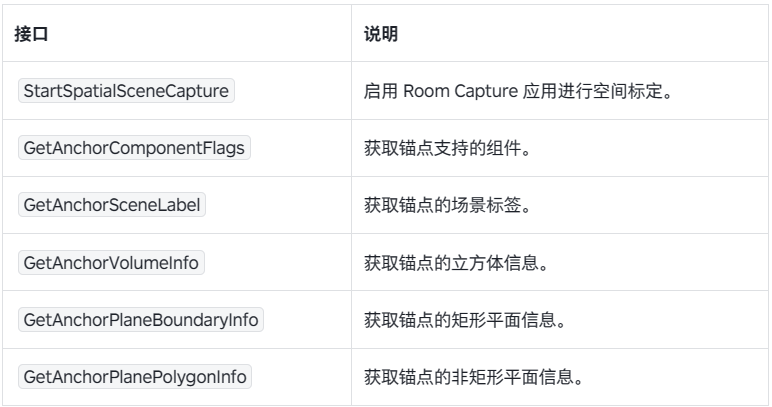 接口 说明
StartSpatialSceneCapture 启用 Room Capture 应用进行空间标定。
GetAnchorComponentFlags 获取锚点支持的组件。
GetAnchorSceneLabel 获取锚点的场景标签。
GetAnchorVolumeInfo 获取锚点的立方体信息。
GetAnchorPlaneBoundaryInfo 获取锚点的矩形平面信息。
GetAnchorPlanePolygonInfo 获取锚点的非矩形平面信息。